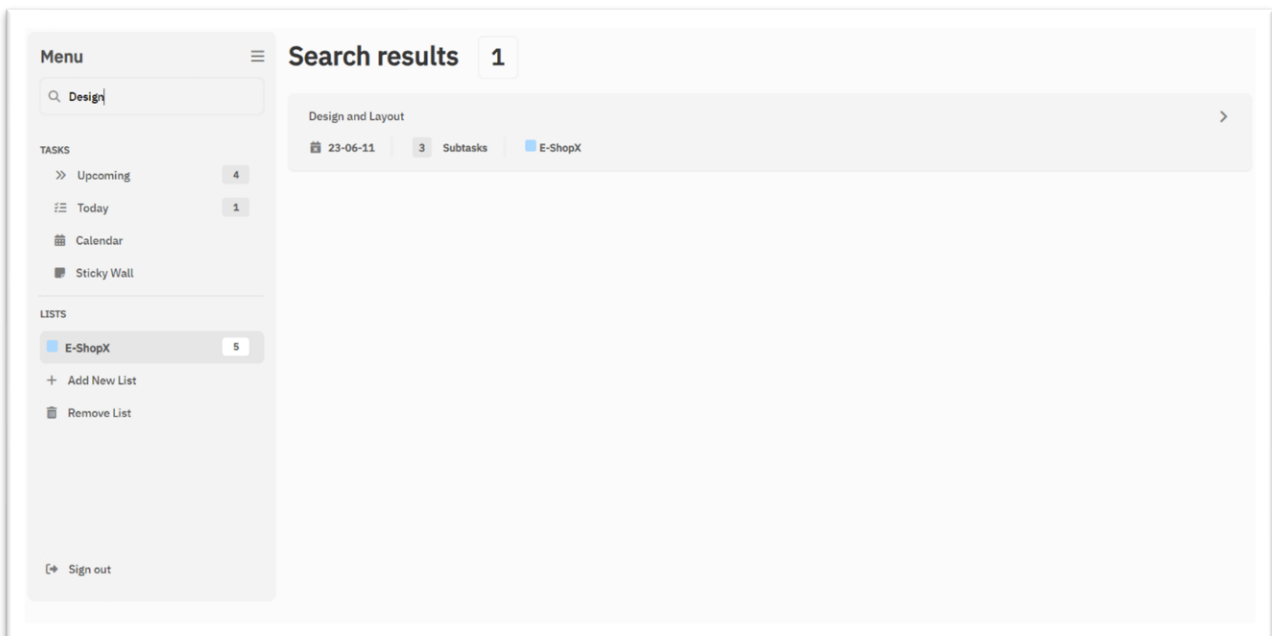 Menu
Design
TASKS
Upcoming 4
Today 1
Calendar
Sticky Wall
LISTS
E-ShopX 5
Add New List
Remove List
Sign out
Search results 1
Design and Layout
23-06-11 3 Subtasks E-ShopX